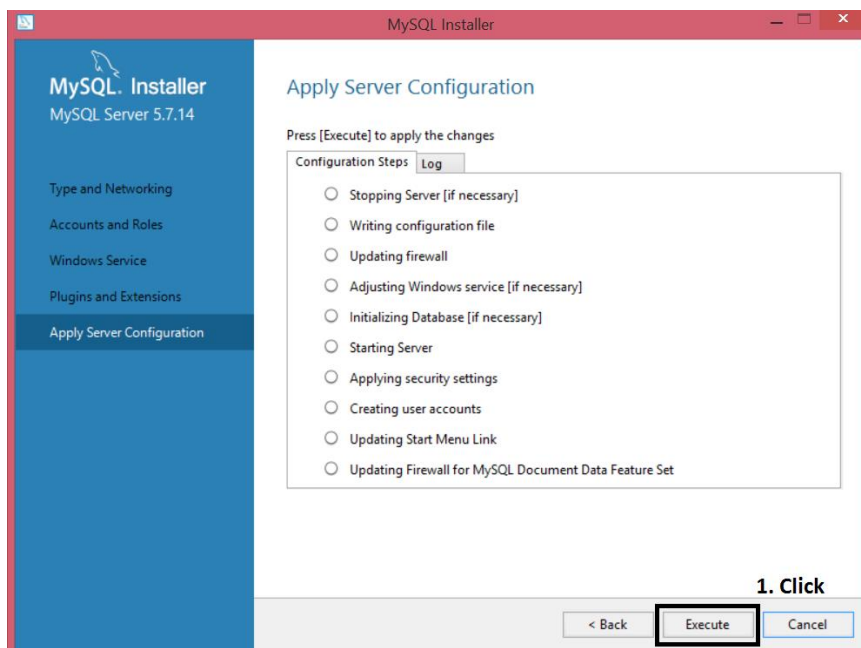 MySQL Installer
MySQL. Installer
MySQL Server 5.7.14
Type and Networking
Accounts and Roles
Windows Service
Plugins and Extensions
Apply Server Configuration
Apply Server Configuration
Press [Execute] to apply the changes
Configuration Steps Log
Stopping Server [if necessary]
Writing configuration file
Updating firewall
Adjusting Windows service [if necessary]
Initializing Database [if necessary]
Starting Server
Applying security settings
Creating user accounts
Updating Start Menu Link
Updating Firewall for MySQL Document Data Feature Set
1. Click
< Back Execute Cancel